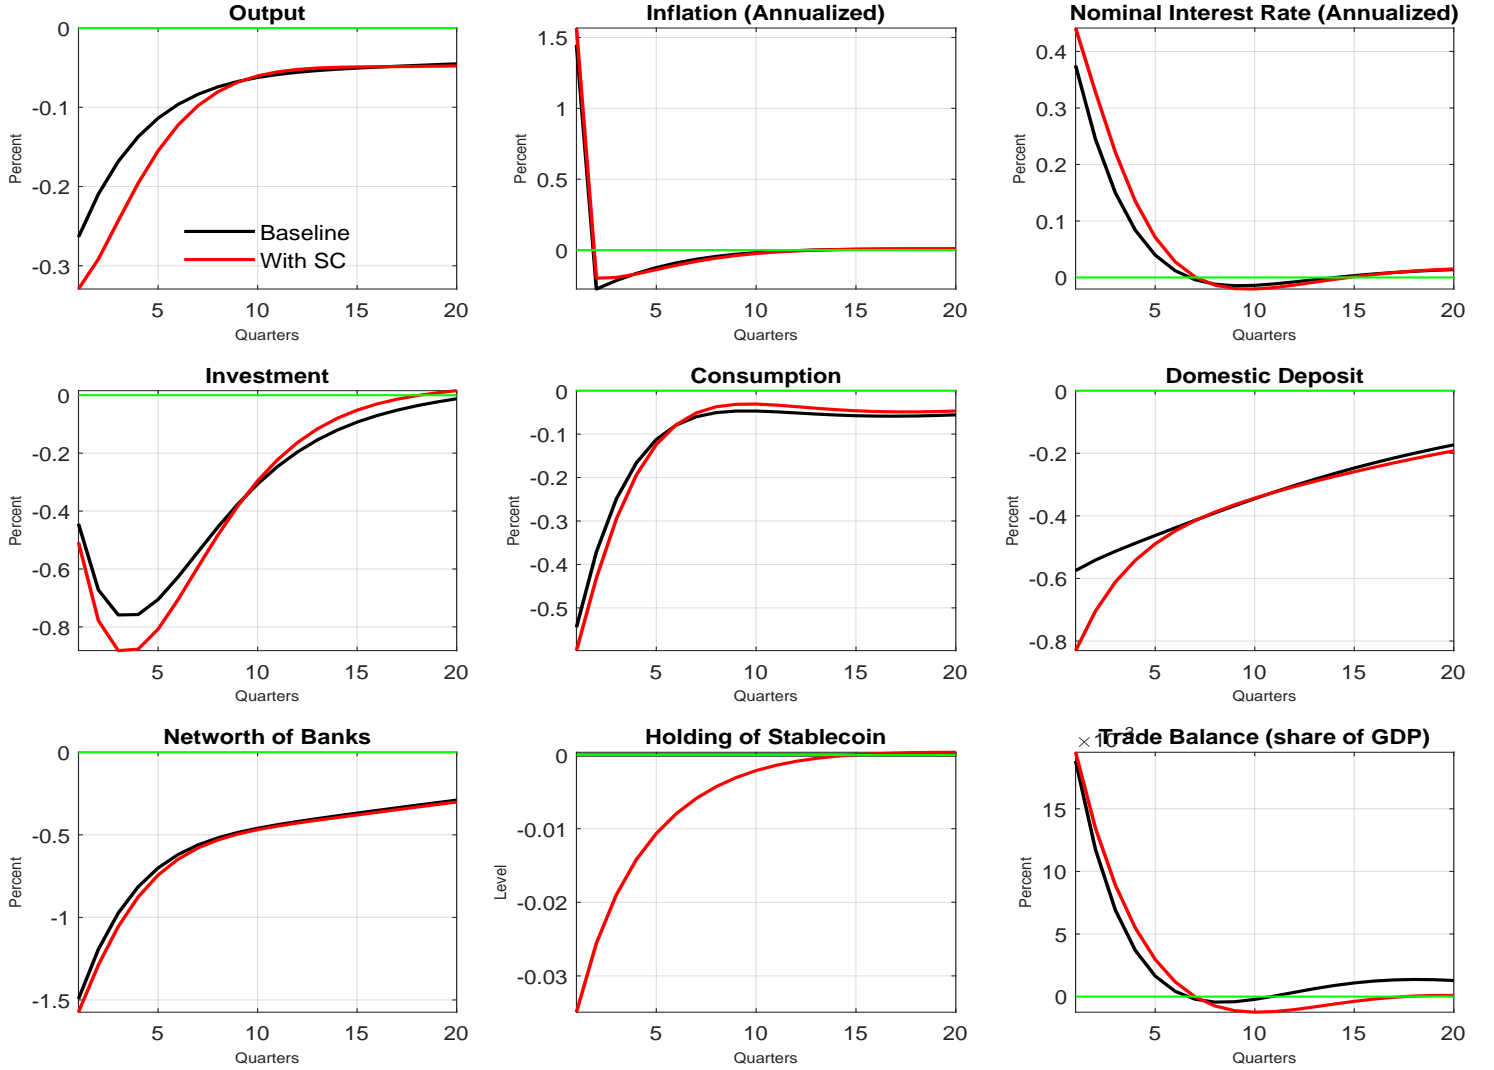 Output
0
-0.1
-0.2
-0.3
Percent
Baseline
With SC
5
10
15
20
Quarters
Inflation (Annualized)
1.5
1
0.5
0
Percent
5
10
15
20
Quarters
Nominal Interest Rate (Annualized)
0.4
0.3
0.2
0.1
0
Percent
5
10
15
20
Quarters
Investment
0
-0.2
-0.4
-0.6
-0.8
Percent
5
10
15
20
Quarters
Consumption
0
-0.1
-0.2
-0.3
-0.4
-0.5
Percent
5
10
15
20
Quarters
Domestic Deposit
0
-0.2
-0.4
-0.6
-0.8
Percent
5
10
15
20
Quarters
Networth of Banks
0
-0.5
-1
-1.5
Percent
5
10
15
20
Quarters
Holding of Stablecoin
0
-0.01
-0.02
-0.03
Level
5
10
15
20
Quarters
Trade Balance (share of GDP)
15
10
5
0
Percent
5
10
15
20
Quarters